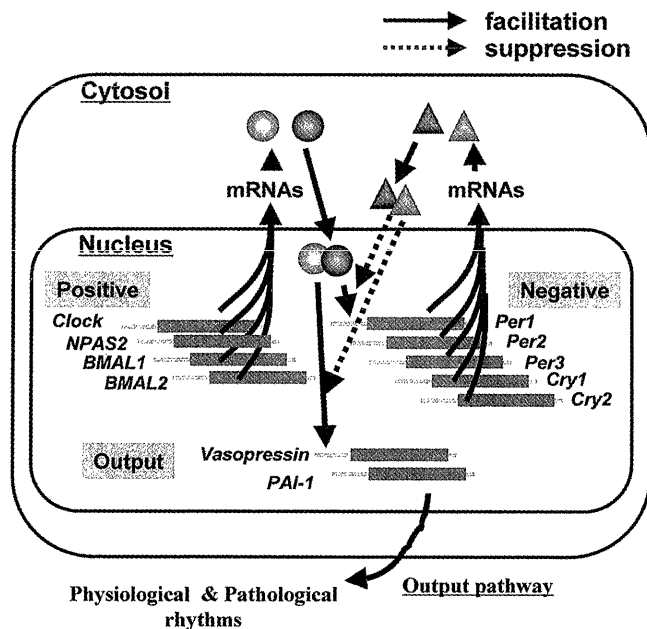 facilitation
suppression
Cytosol
mRNAs
mRNAs
Nucleus
Positive
Negative
Clock
NPAS2
BMAL1
BMAL2
Per1
Per2
Per3
Cry1
Cry2
Output
Vasopressin
PAI-1
Physiological & Pathological
rhythms
Output pathway